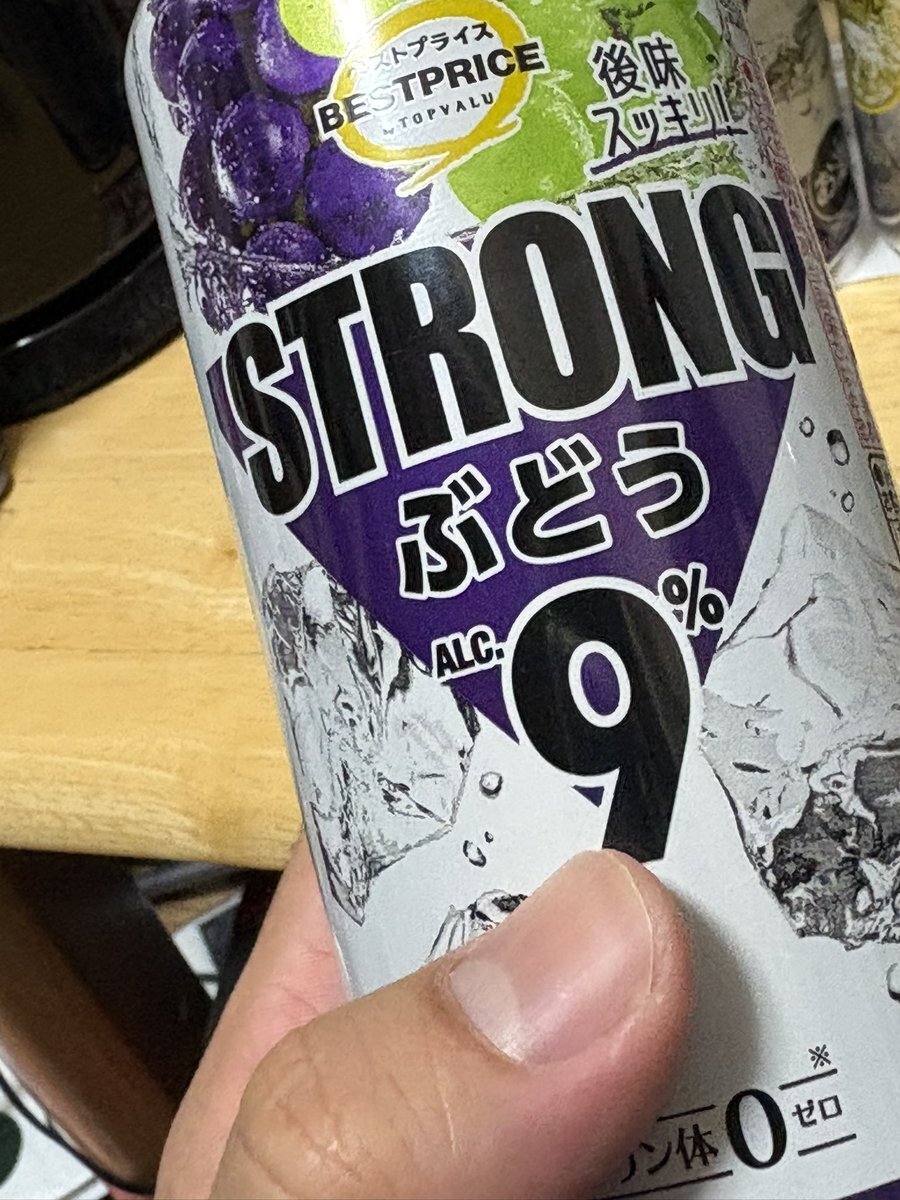 ストプライス
BESTPRICE
by TOPVALU
後味
スッキリ!!
STRONG
ぶどう
ALC.9%
リン体0ゼロ※